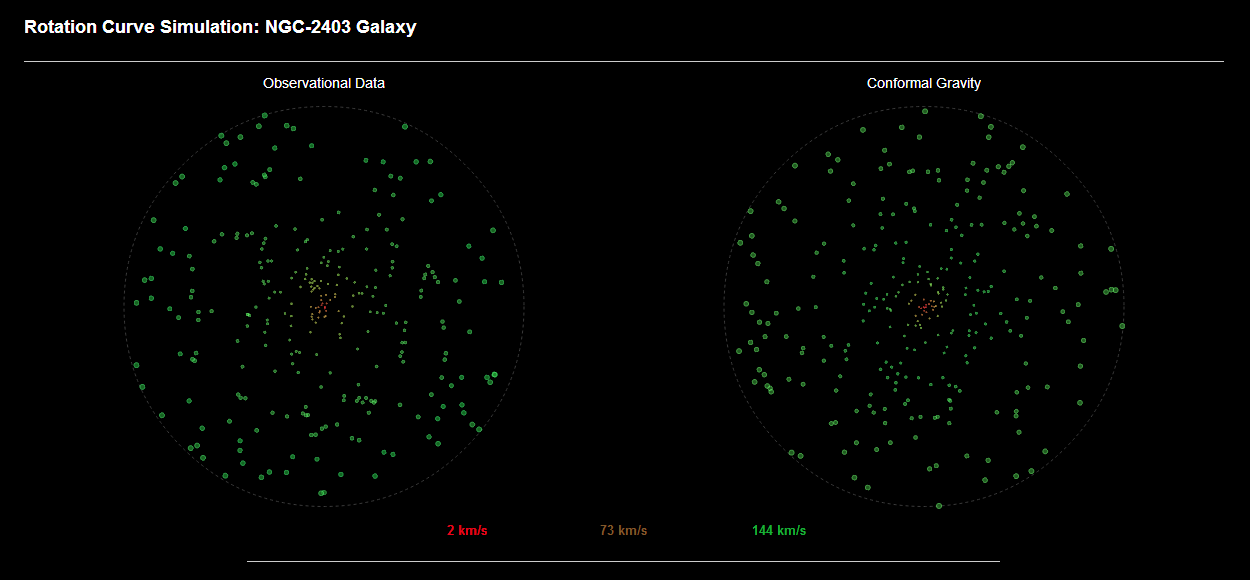 Rotation Curve Simulation: NGC-2403 Galaxy
Observational Data
Conformal Gravity
2 km/s
73 km/s
144 km/s